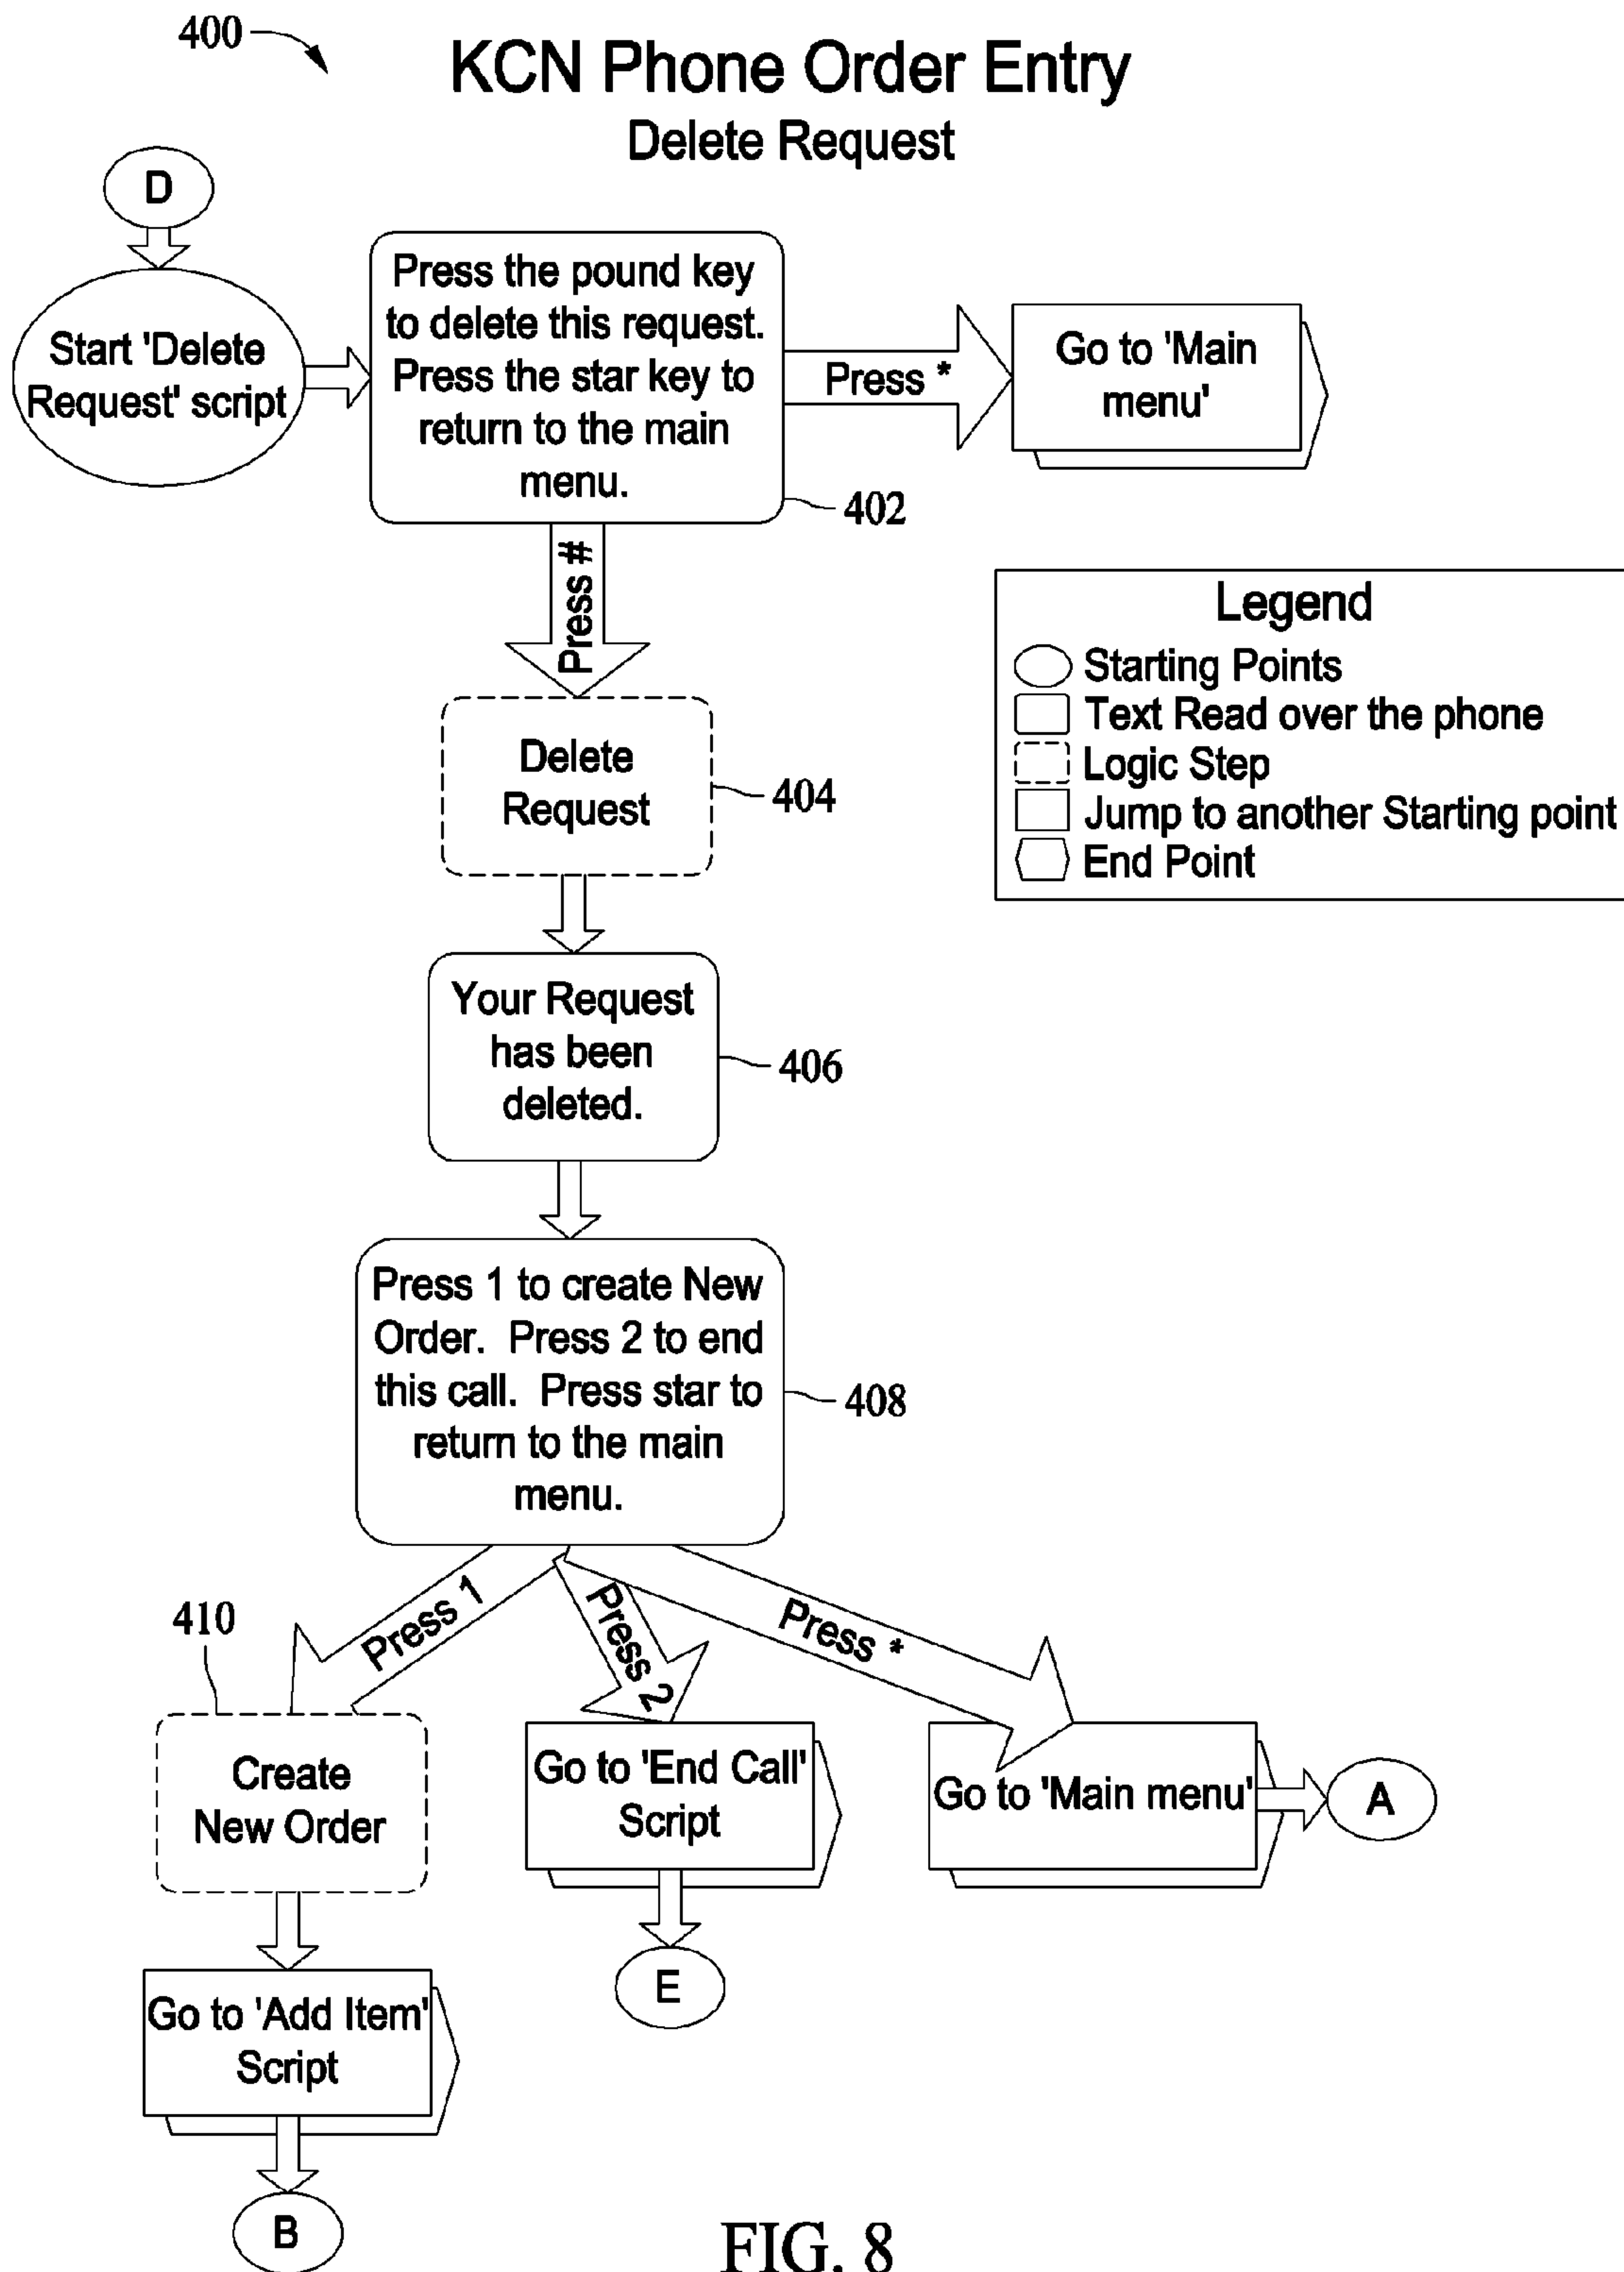 400
KCN Phone Order Entry
Delete Request
D
Start 'Delete
Request' script
Press the pound key
to delete this request.
Press the star key to
return to the main
menu.
402
Press *
Go to 'Main
menu'
Press #
Legend
Starting Points
Text Read over the phone
Logic Step
Jump to another Starting point
End Point
Delete
Request
404
Your Request
has been
deleted.
406
Press 1 to create New
Order. Press 2 to end
this call. Press star to
return to the main
menu.
408
Press 1
Press 2
Press *
410
Create
New Order
Go to 'End Call'
Script
Go to 'Main menu'
A
E
Go to 'Add Item'
Script
B
FIG. 8